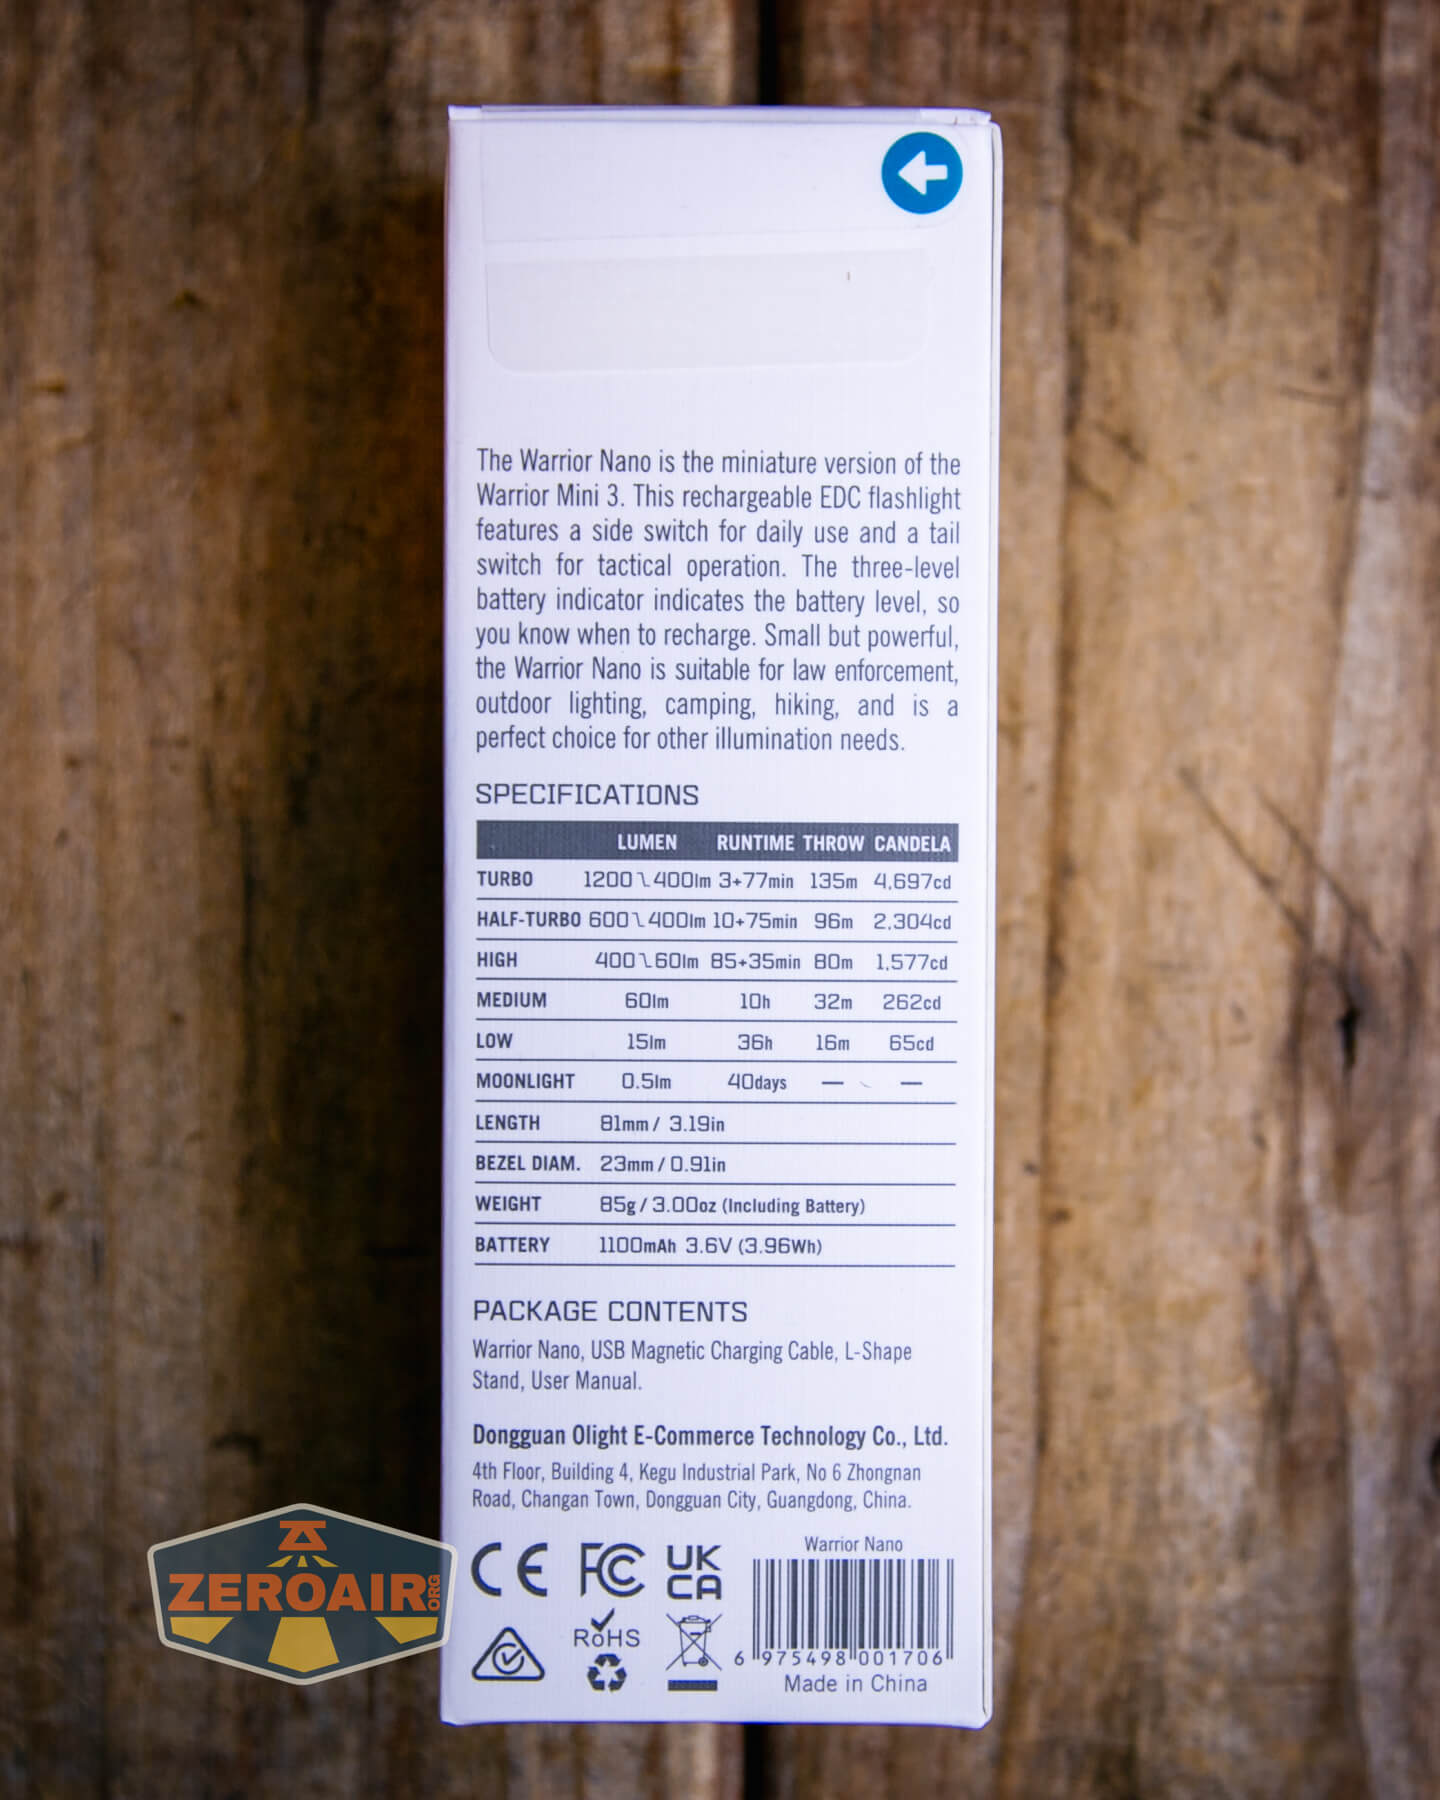 The Warrior Nano is the miniature version of the
Warrior Mini 3. This rechargeable EDC flashlight
features a side switch for daily use and a tail
switch for tactical operation. The three-level
battery indicator indicates the battery level, so
you know when to recharge. Small but powerful,
the Warrior Nano is suitable for law enforcement,
outdoor lighting, camping, hiking, and is a
perfect choice for other illumination needs.
SPECIFICATIONS
LUMEN RUNTIME THROW CANDELA
TURBO 1200~400lm 3+77min 135m 4,697cd
HALF-TURBO 600~400lm 10+75min 96m 2,304cd
HIGH 400~60lm 85+35min 80m 1,577cd
MEDIUM 60lm 10h 32m 262cd
LOW 15lm 36h 16m 65cd
MOONLIGHT 0.5lm 40days — —
LENGTH 81mm / 3.19in
BEZEL DIAM. 23mm / 0.91in
WEIGHT 85g / 3.00oz (Including Battery)
BATTERY 1100mAh 3.6V (3.96Wh)
PACKAGE CONTENTS
Warrior Nano, USB Magnetic Charging Cable, L-Shape
Stand, User Manual.
Dongguan Olight E-Commerce Technology Co., Ltd.
4th Floor, Building 4, Kegu Industrial Park, No 6 Zhongnan
Road, Changan Town, Dongguan City, Guangdong, China.
CE FC UK
CA
Warrior Nano
RoHS
6 975498 001706
Made in China
ZEROAIR.ORG